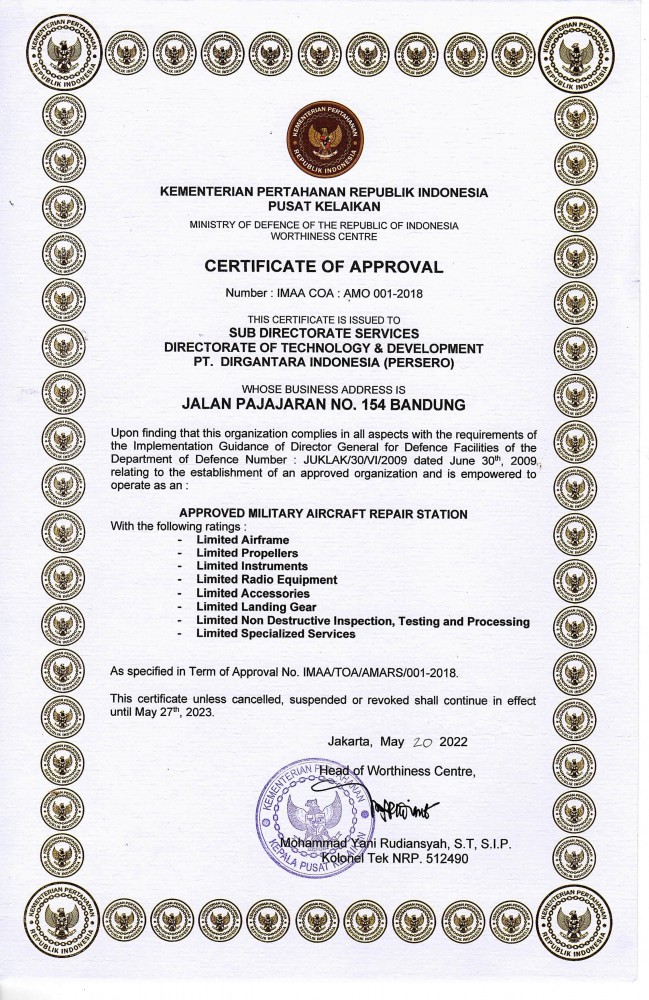 KEMENTERIAN PERTAHANAN
REPUBLIK INDONESIA
KEMENTERIAN PERTAHANAN REPUBLIK INDONESIA
PUSAT KELAIKAN
MINISTRY OF DEFENCE OF THE REPUBLIC OF INDONESIA
WORTHINESS CENTRE
CERTIFICATE OF APPROVAL
Number : IMAA COA : AMO 001-2018
THIS CERTIFICATE IS ISSUED TO
SUB DIRECTORATE SERVICES
DIRECTORATE OF TECHNOLOGY & DEVELOPMENT
PT. DIRGANTARA INDONESIA (PERSERO)
WHOSE BUSINESS ADDRESS IS
JALAN PAJAJARAN NO. 154 BANDUNG
Upon finding that this organization complies in all aspects with the requirements of
the Implementation Guidance of Director General for Defence Facilities of the
Department of Defence Number : JUKLAK/30/VI/2009 dated June 30th, 2009,
relating to the establishment of an approved organization and is empowered to
operate as an :
APPROVED MILITARY AIRCRAFT REPAIR STATION
With the following ratings :
- Limited Airframe
- Limited Propellers
- Limited Instruments
- Limited Radio Equipment
- Limited Accessories
- Limited Landing Gear
- Limited Non Destructive Inspection, Testing and Processing
- Limited Specialized Services
As specified in Term of Approval No. IMAA/TOA/AMARS/001-2018.
This certificate unless cancelled, suspended or revoked shall continue in effect
until May 27th, 2023.
Jakarta, May 20 2022
Head of Worthiness Centre,
KEMENTERIAN PERTAHANAN
KEPALA PUSAT KELAIKAN
Mohammad Yani Rudiansyah, S.T, S.I.P.
Kolonel Tek NRP. 512490